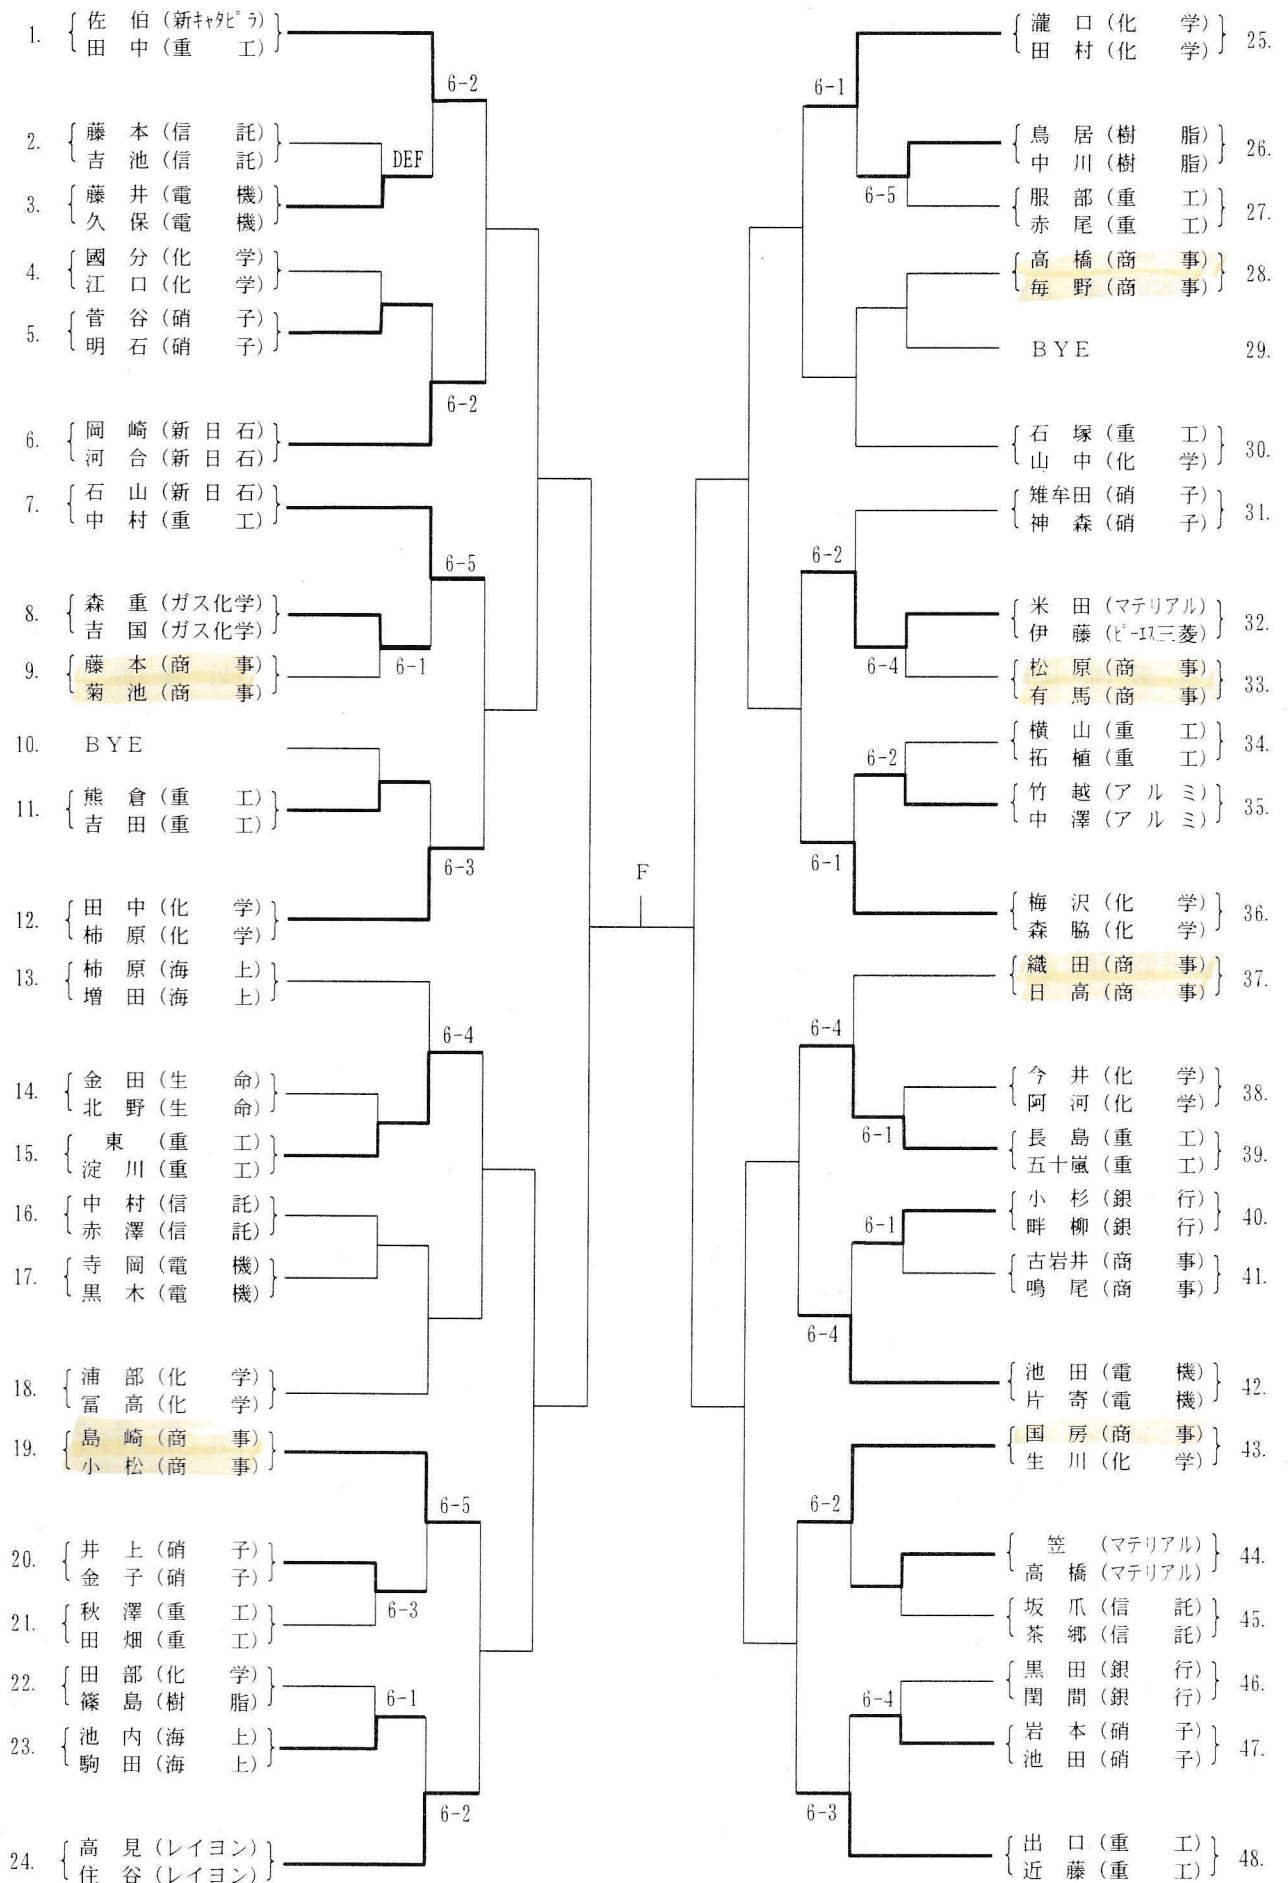 1. 佐伯(新キャタピラ)
田中(重工)
6-2
2. 藤本(信託)
吉池(信託)
DEF
3. 藤井(電機)
久保(電機)
4. 國分(化学)
江口(化学)
5. 菅谷(硝子)
明石(硝子)
6-2
6. 岡崎(新日石)
河合(新日石)
7. 石山(新日石)
中村(重工)
6-5
8. 森重(ガス化学)
吉国(ガス化学)
6-1
9. 藤本(商事)
菊池(商事)
10. BYE
11. 熊倉(重工)
吉田(重工)
6-3
12. 田中(化学)
柿原(化学)
13. 柿原(海上)
増田(海上)
6-4
14. 金田(生命)
北野(生命)
15. 東(重工)
淀川(重工)
16. 中村(信託)
赤澤(信託)
17. 寺岡(電機)
黒木(電機)
18. 浦部(化学)
冨高(化学)
19. 島崎(商事)
小松(商事)
6-5
20. 井上(硝子)
金子(硝子)
6-3
21. 秋澤(重工)
田畑(重工)
22. 田部(化学)
篠島(樹脂)
6-1
23. 池内(海上)
駒田(海上)
6-2
24. 高見(レイヨン)
住谷(レイヨン)
F
瀧口(化学) 25.
田村(化学)
6-1
鳥居(樹脂) 26.
中川(樹脂)
6-5
服部(重工) 27.
赤尾(重工)
高橋(商事) 28.
毎野(商事)
BYE 29.
石塚(重工) 30.
山中(化学)
雉牟田(硝子) 31.
神森(硝子)
6-2
米田(マテリアル) 32.
伊藤(ピーエス三菱)
6-4
松原(商事) 33.
有馬(商事)
横山(重工) 34.
拓植(重工)
6-2
竹越(アルミ) 35.
中澤(アルミ)
6-1
梅沢(化学) 36.
森脇(化学)
織田(商事) 37.
日高(商事)
6-4
今井(化学) 38.
阿河(化学)
6-1
長島(重工) 39.
五十嵐(重工)
小杉(銀行) 40.
畔柳(銀行)
6-1
古岩井(商事) 41.
鳴尾(商事)
6-4
池田(電機) 42.
片寄(電機)
国房(商事) 43.
生川(化学)
6-2
笠(マテリアル) 44.
高橋(マテリアル)
坂爪(信託) 45.
茶郷(信託)
黒田(銀行) 46.
閏間(銀行)
6-4
岩本(硝子) 47.
池田(硝子)
6-3
出口(重工) 48.
近藤(重工)